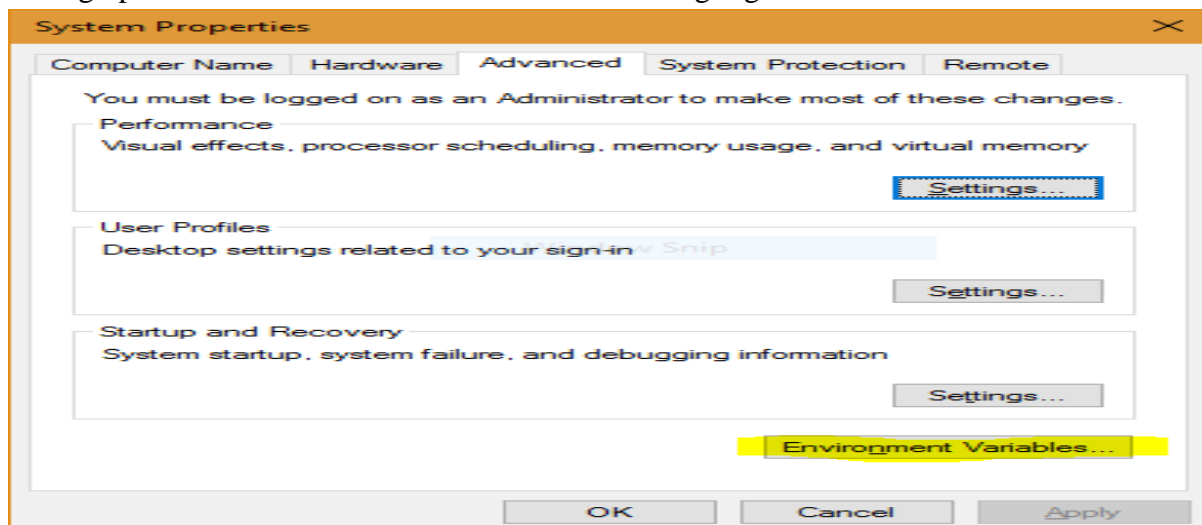 System Properties
Computer Name Hardware Advanced System Protection Remote
You must be logged on as an Administrator to make most of these changes.
Performance
Visual effects, processor scheduling, memory usage, and virtual memory
Settings...
User Profiles
Desktop settings related to your sign-in
Snip
Settings...
Startup and Recovery
System startup, system failure, and debugging information
Settings...
Environment Variables...
OK Cancel Apply